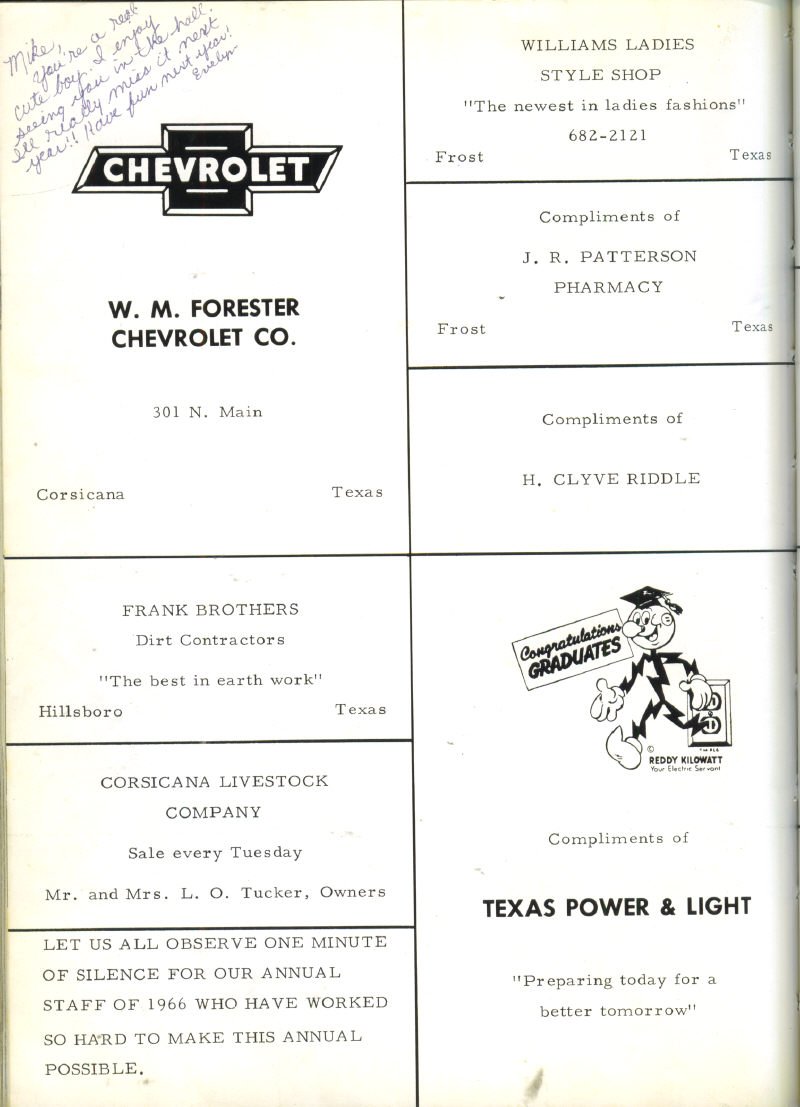 Mike,
You're a real
cute boy. I enjoy
seeing you in the hall.
I'll really miss it next
year!! Have fun next year!
Evelyn
CHEVROLET
W. M. FORESTER
CHEVROLET CO.
301 N. Main
Corsicana Texas
FRANK BROTHERS
Dirt Contractors
"The best in earth work"
Hillsboro Texas
CORSICANA LIVESTOCK
COMPANY
Sale every Tuesday
Mr. and Mrs. L. O. Tucker, Owners
LET US ALL OBSERVE ONE MINUTE
OF SILENCE FOR OUR ANNUAL
STAFF OF 1966 WHO HAVE WORKED
SO HARD TO MAKE THIS ANNUAL
POSSIBLE.
WILLIAMS LADIES
STYLE SHOP
"The newest in ladies fashions"
682-2121
Frost Texas
Compliments of
J. R. PATTERSON
PHARMACY
Frost Texas
Compliments of
H. CLYVE RIDDLE
Congratulations
GRADUATES
©
REDDY KILOWATT
Your Electric Servant
Compliments of
TEXAS POWER & LIGHT
"Preparing today for a
better tomorrow"